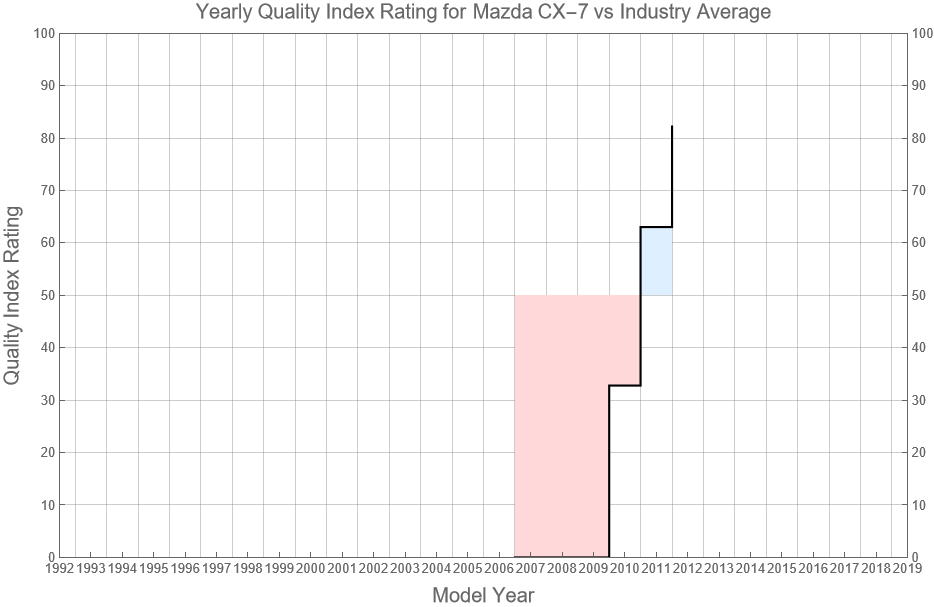 Yearly Quality Index Rating for Mazda CX−7 vs Industry Average
100 100
90 90
80 80
70 70
60 60
50 50
40 40
30 30
20 20
10 10
0 0
Quality Index Rating
1992 1993 1994 1995 1996 1997 1998 1999 2000 2001 2002 2003 2004 2005 2006 2007 2008 2009 2010 2011 2012 2013 2014 2015 2016 2017 2018 2019
Model Year